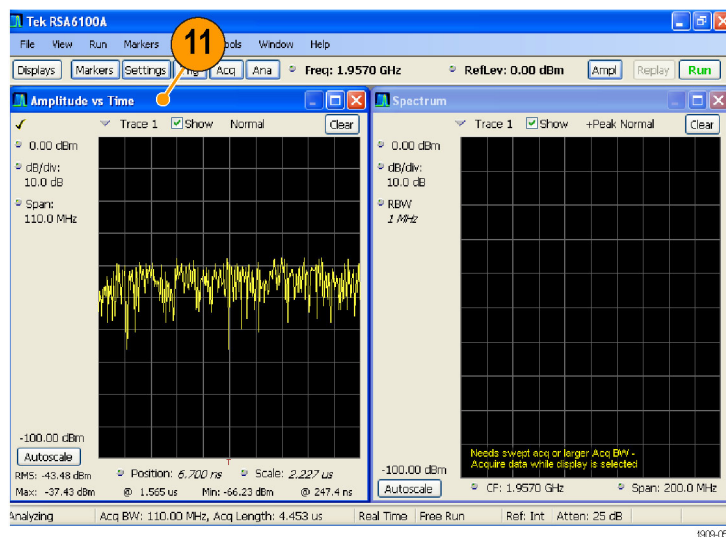 Tek RSA6100A
File View Run Markers ools Window Help
11
Displays Markers Settings Trig Acq Ana Freq: 1.9570 GHz RefLev: 0.00 dBm Ampl Replay Run
Amplitude vs Time
Trace 1 Show Normal Clear
0.00 dBm
dB/div:
10.0 dB
Span:
110.0 MHz
-100.00 dBm
Autoscale
Position: 6.700 ns Scale: 2.227 us
RMS: -43.48 dBm
Max: -37.43 dBm @ 1.565 us Min: -66.23 dBm @ 247.4 ns
Spectrum
Trace 1 Show +Peak Normal Clear
0.00 dBm
dB/div:
10.0 dB
RBW
1 MHz
Needs swept acq or larger Acq BW -
Acquire data while display is selected
-100.00 dBm
Autoscale CF: 1.9570 GHz Span: 200.0 MHz
Analyzing Acq BW: 110.00 MHz, Acq Length: 4.453 us Real Time Free Run Ref: Int Atten: 25 dB